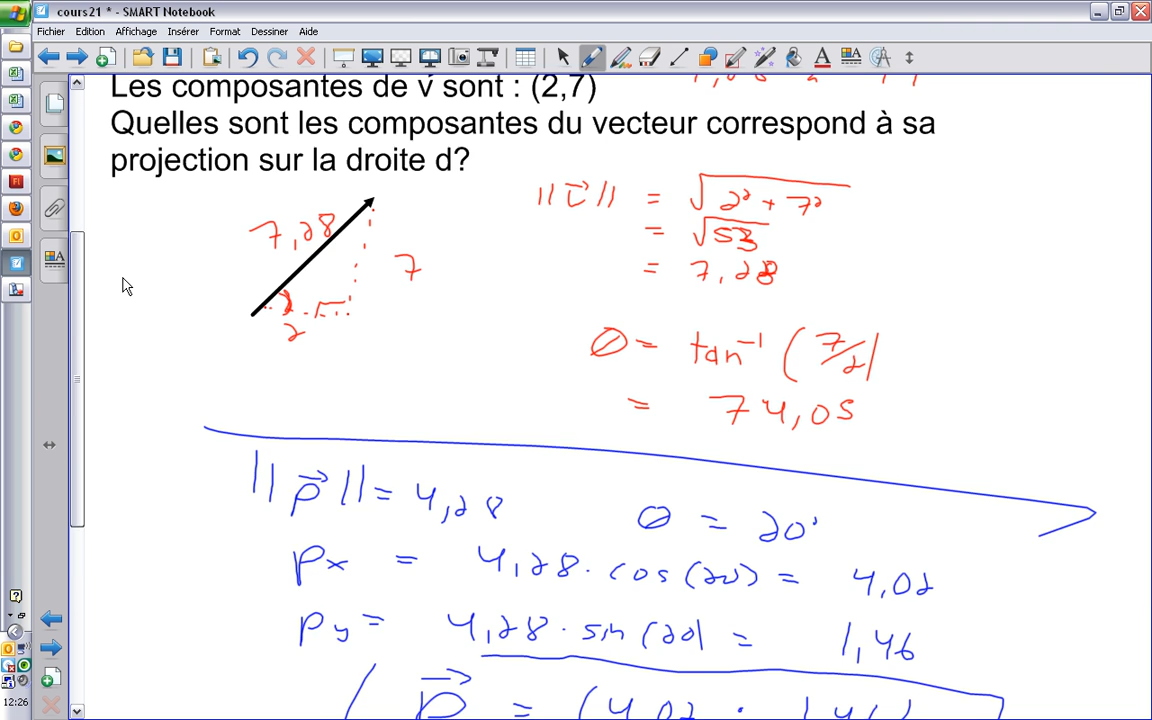 cours21 * - SMART Notebook
Fichier Edition Affichage Insérer Format Dessiner Aide
Les composantes de v sont : (2,7)
Quelles sont les composantes du vecteur correspond à sa
projection sur la droite d?
7,28
7
2
||v|| = √2² + 7²
= √53
= 7,28
θ = tan⁻¹ (7/2)
= 74,05
||p|| = 4,28
θ = 20°
px = 4,28 · cos(20) = 4,02
py = 4,28 · sin(20) = 1,46
p = (4,02
12:26